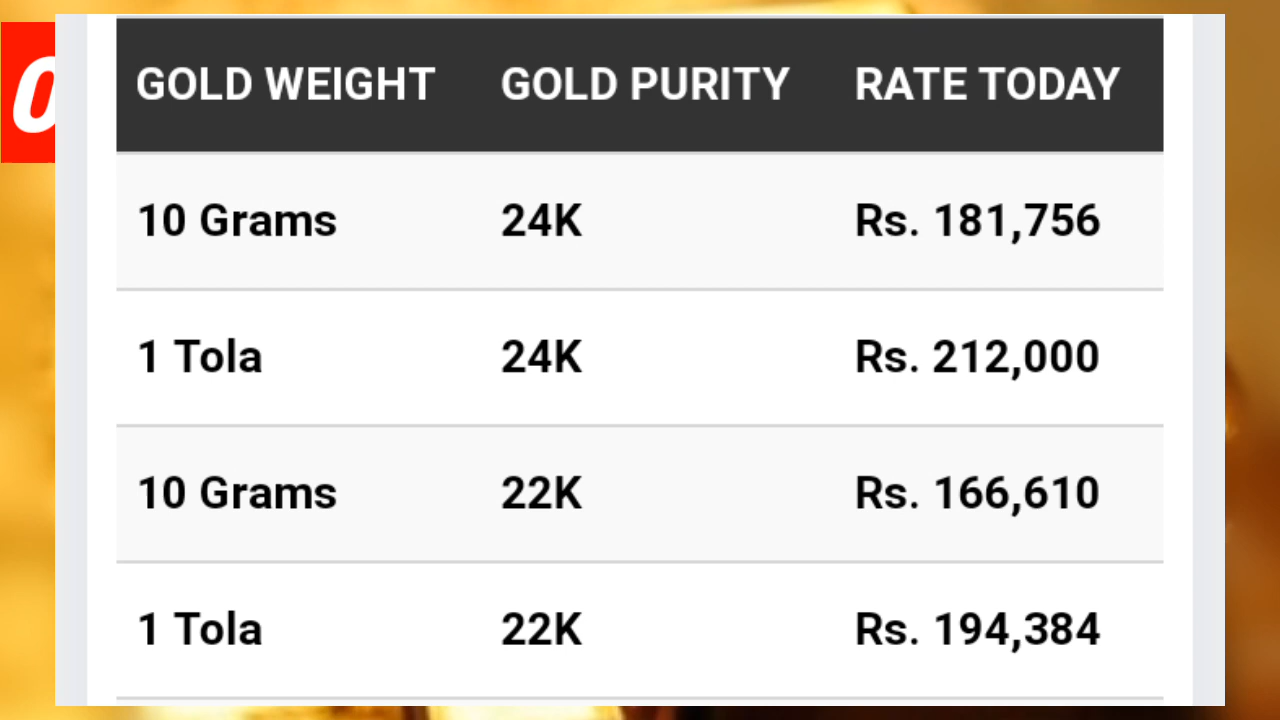 GOLD WEIGHT GOLD PURITY RATE TODAY
10 Grams 24K Rs. 181,756
1 Tola 24K Rs. 212,000
10 Grams 22K Rs. 166,610
1 Tola 22K Rs. 194,384